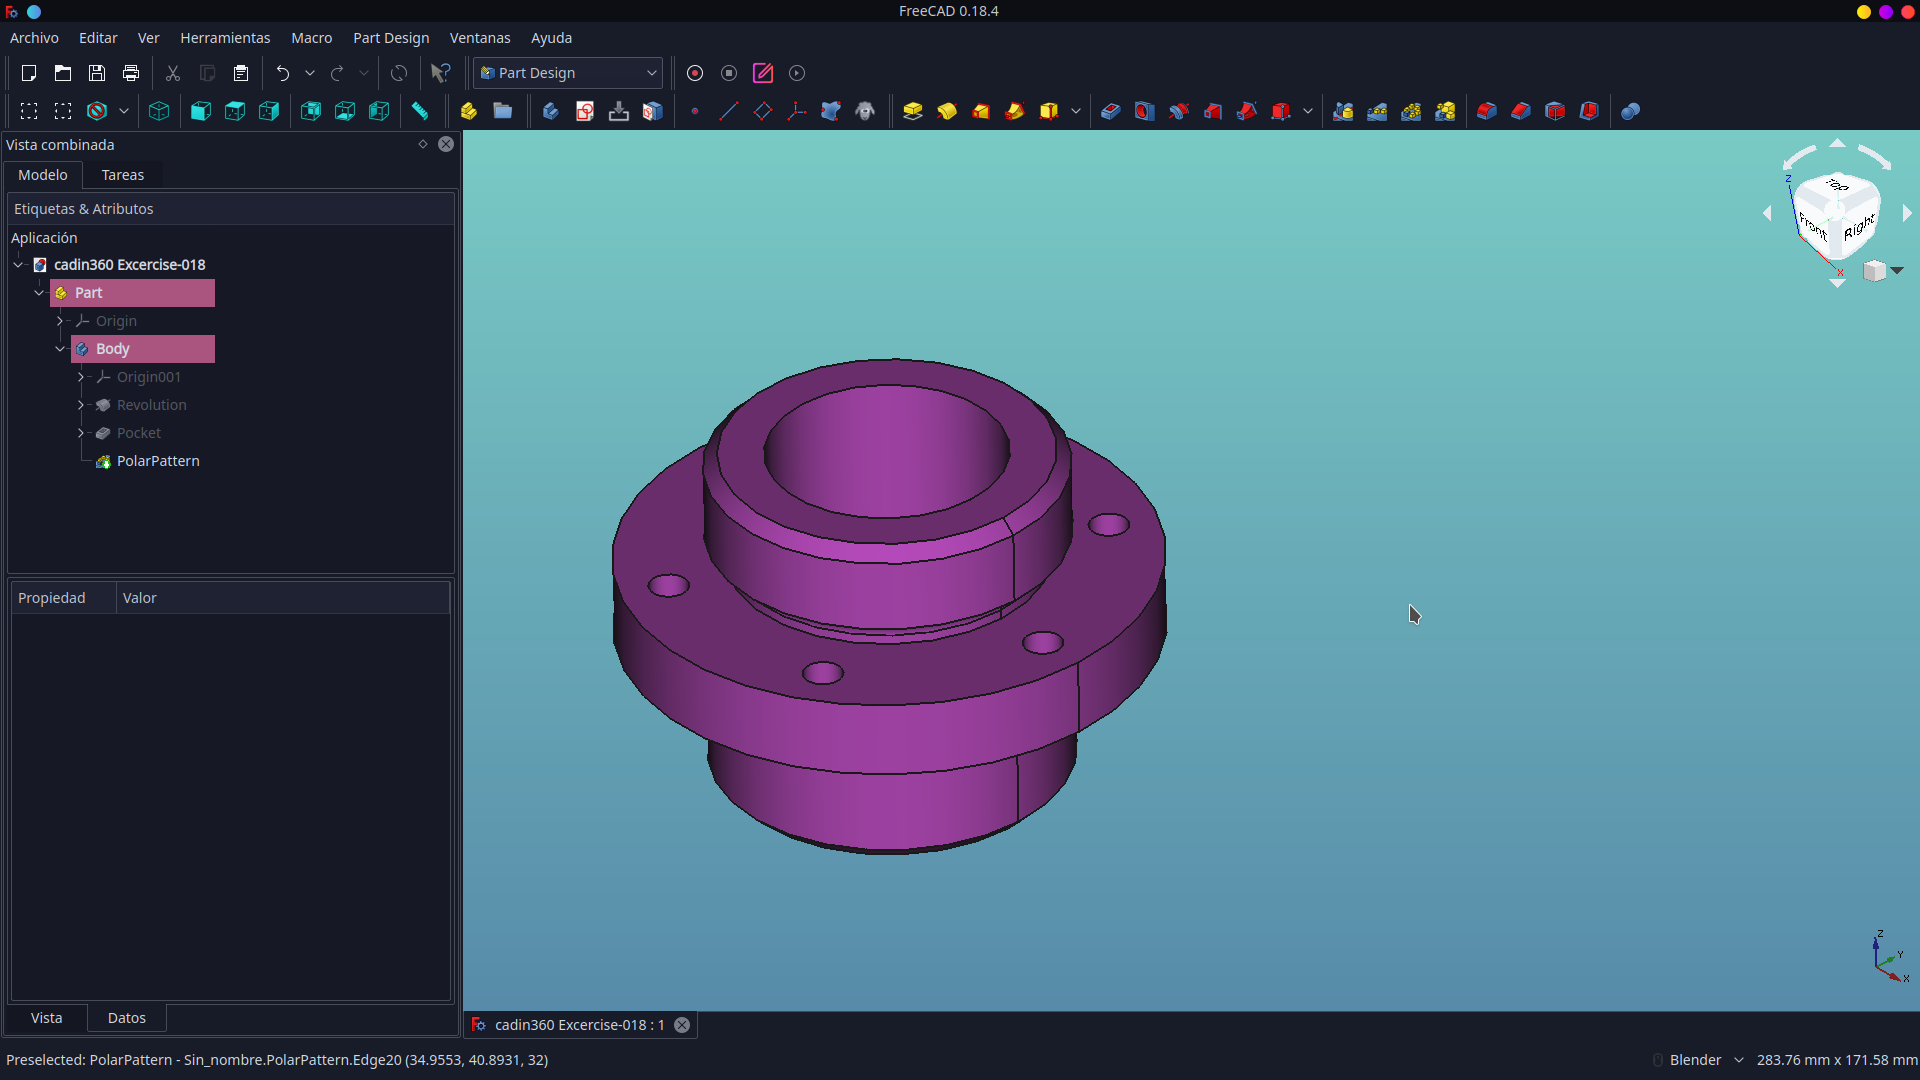 FreeCAD 0.18.4
Archivo Editar Ver Herramientas Macro Part Design Ventanas Ayuda
Part Design
Vista combinada
Modelo Tareas
Etiquetas & Atributos
Aplicación
cadin360 Excercise-018
Part
Origin
Body
Origin001
Revolution
Pocket
PolarPattern
Propiedad Valor
Vista Datos
Top
Front Right
Z
X
Z
Y
X
cadin360 Excercise-018 : 1
Preselected: PolarPattern - Sin_nombre.PolarPattern.Edge20 (34.9553, 40.8931, 32)
Blender 283.76 mm x 171.58 mm